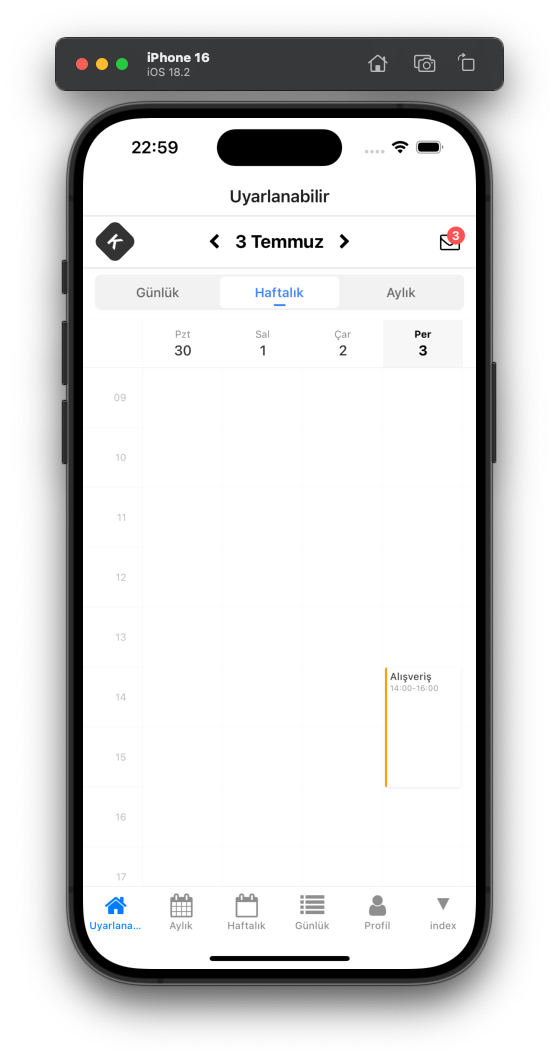 iPhone 16
iOS 18.2
22:59
Uyarlanabilir
K
3 Temmuz
3
Günlük Haftalık Aylık
Pzt Sal Çar Per
30 1 2 3
09
10
11
12
13
Alışveriş
14:00-16:00
14
15
16
17
Uyarlana... Aylık Haftalık Günlük Profil index